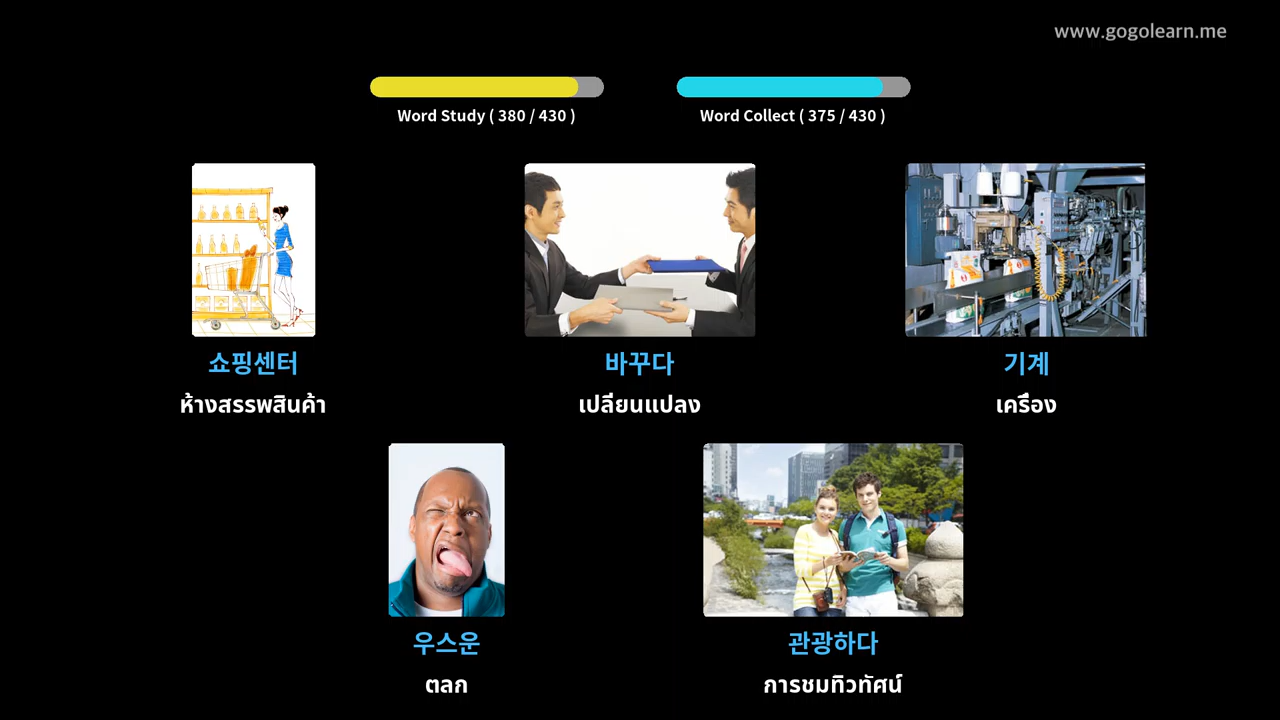 www.gogolearn.me
Word Study ( 380 / 430 )
Word Collect ( 375 / 430 )
쇼핑센터
바꾸다
기계
ห้างสรรพสินค้า
เปลี่ยนแปลง
เครื่อง
우스운
관광하다
ตลก
การชมทิวทัศน์